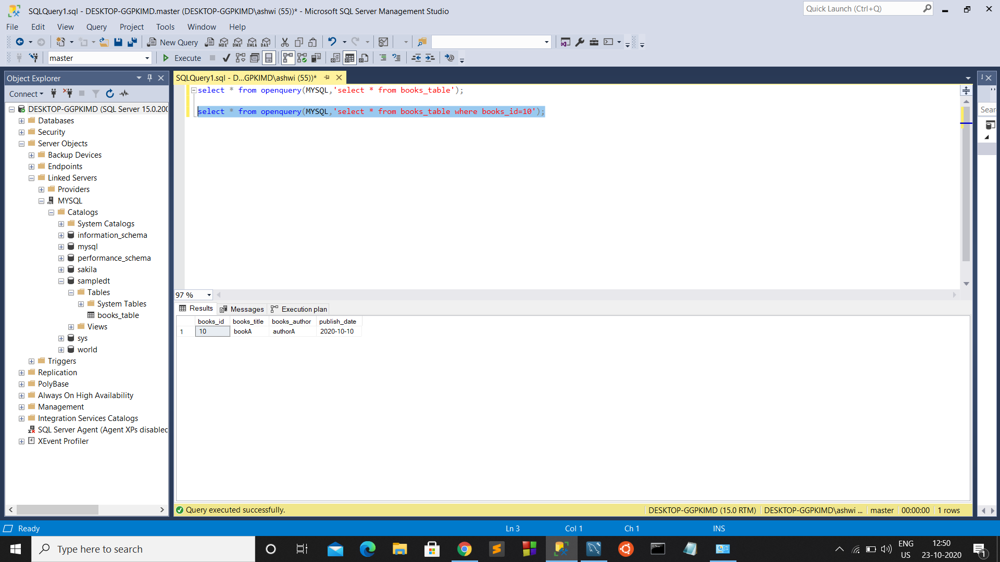 SQLQuery1.sql - DESKTOP-GGPKIMD.master (DESKTOP-GGPKIMD\ashwi (55))* - Microsoft SQL Server Management Studio
Quick Launch (Ctrl+Q)
File Edit View Query Project Tools Window Help
New Query MDX DMX XMLA DAX
master Execute
Object Explorer
SQLQuery1.sql - D...GPKIMD\ashwi (55))*
Connect
select * from openquery(MYSQL,'select * from books_table');
select * from openquery(MYSQL,'select * from books_table where books_id=10');
Sear
DESKTOP-GGPKIMD (SQL Server 15.0.200
Databases
Security
Server Objects
Backup Devices
Endpoints
Linked Servers
Providers
MYSQL
Catalogs
System Catalogs
information_schema
mysql
performance_schema
sakila
sampledt
Tables
System Tables
books_table
Views
sys
world
Triggers
Replication
PolyBase
Always On High Availability
Management
Integration Services Catalogs
SQL Server Agent (Agent XPs disablec
XEvent Profiler
97 %
Results Messages Execution plan
books_id books_title books_author publish_date
1 10 bookA authorA 2020-10-10
Query executed successfully. DESKTOP-GGPKIMD (15.0 RTM) DESKTOP-GGPKIMD\ashwi ... master 00:00:00 1 rows
Ready Ln 3 Col 1 Ch 1 INS
Type here to search
ENG
US
12:50
23-10-2020
1